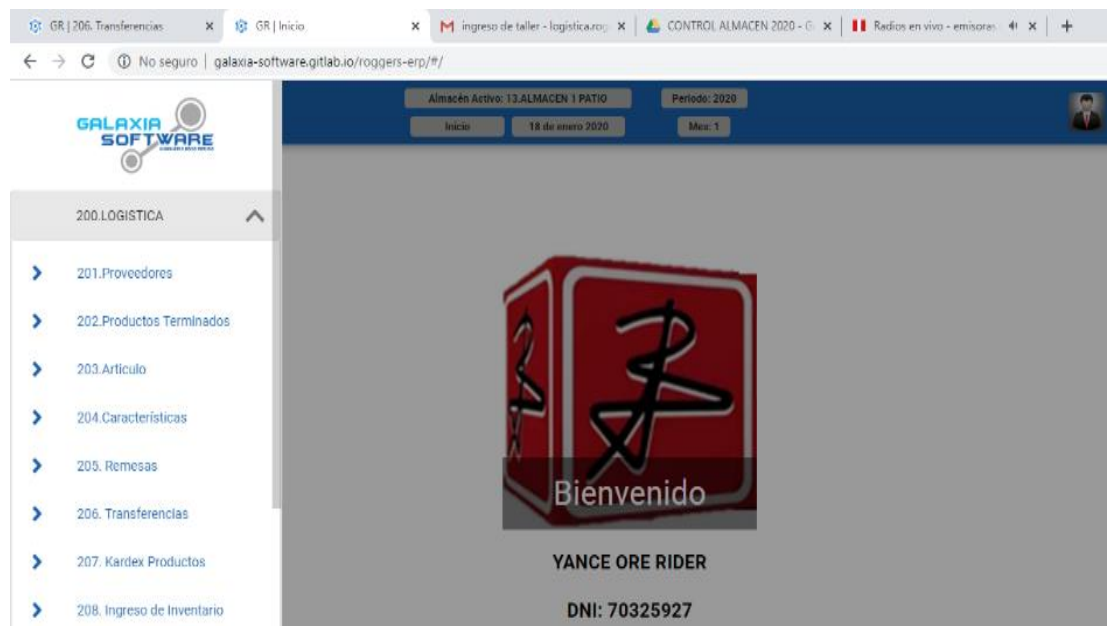 GR | 206. Transferencias
GR | Inicio
ingreso de taller - logistica.rog
CONTROL ALMACEN 2020 - G
Radios en vivo - emisoras
No seguro | galaxia-software.gitlab.io/roggers-erp/#/
GALAXIA
SOFTWARE
Almacén Activo: 13.ALMACEN 1 PATIO
Periodo: 2020
Inicio
18 de enero 2020
Mes: 1
200.LOGISTICA
201.Proveedores
202.Productos Terminados
203.Articulo
204.Características
205. Remesas
206. Transferencias
207. Kardex Productos
208. Ingreso de Inventario
Bienvenido
YANCE ORE RIDER
DNI: 70325927